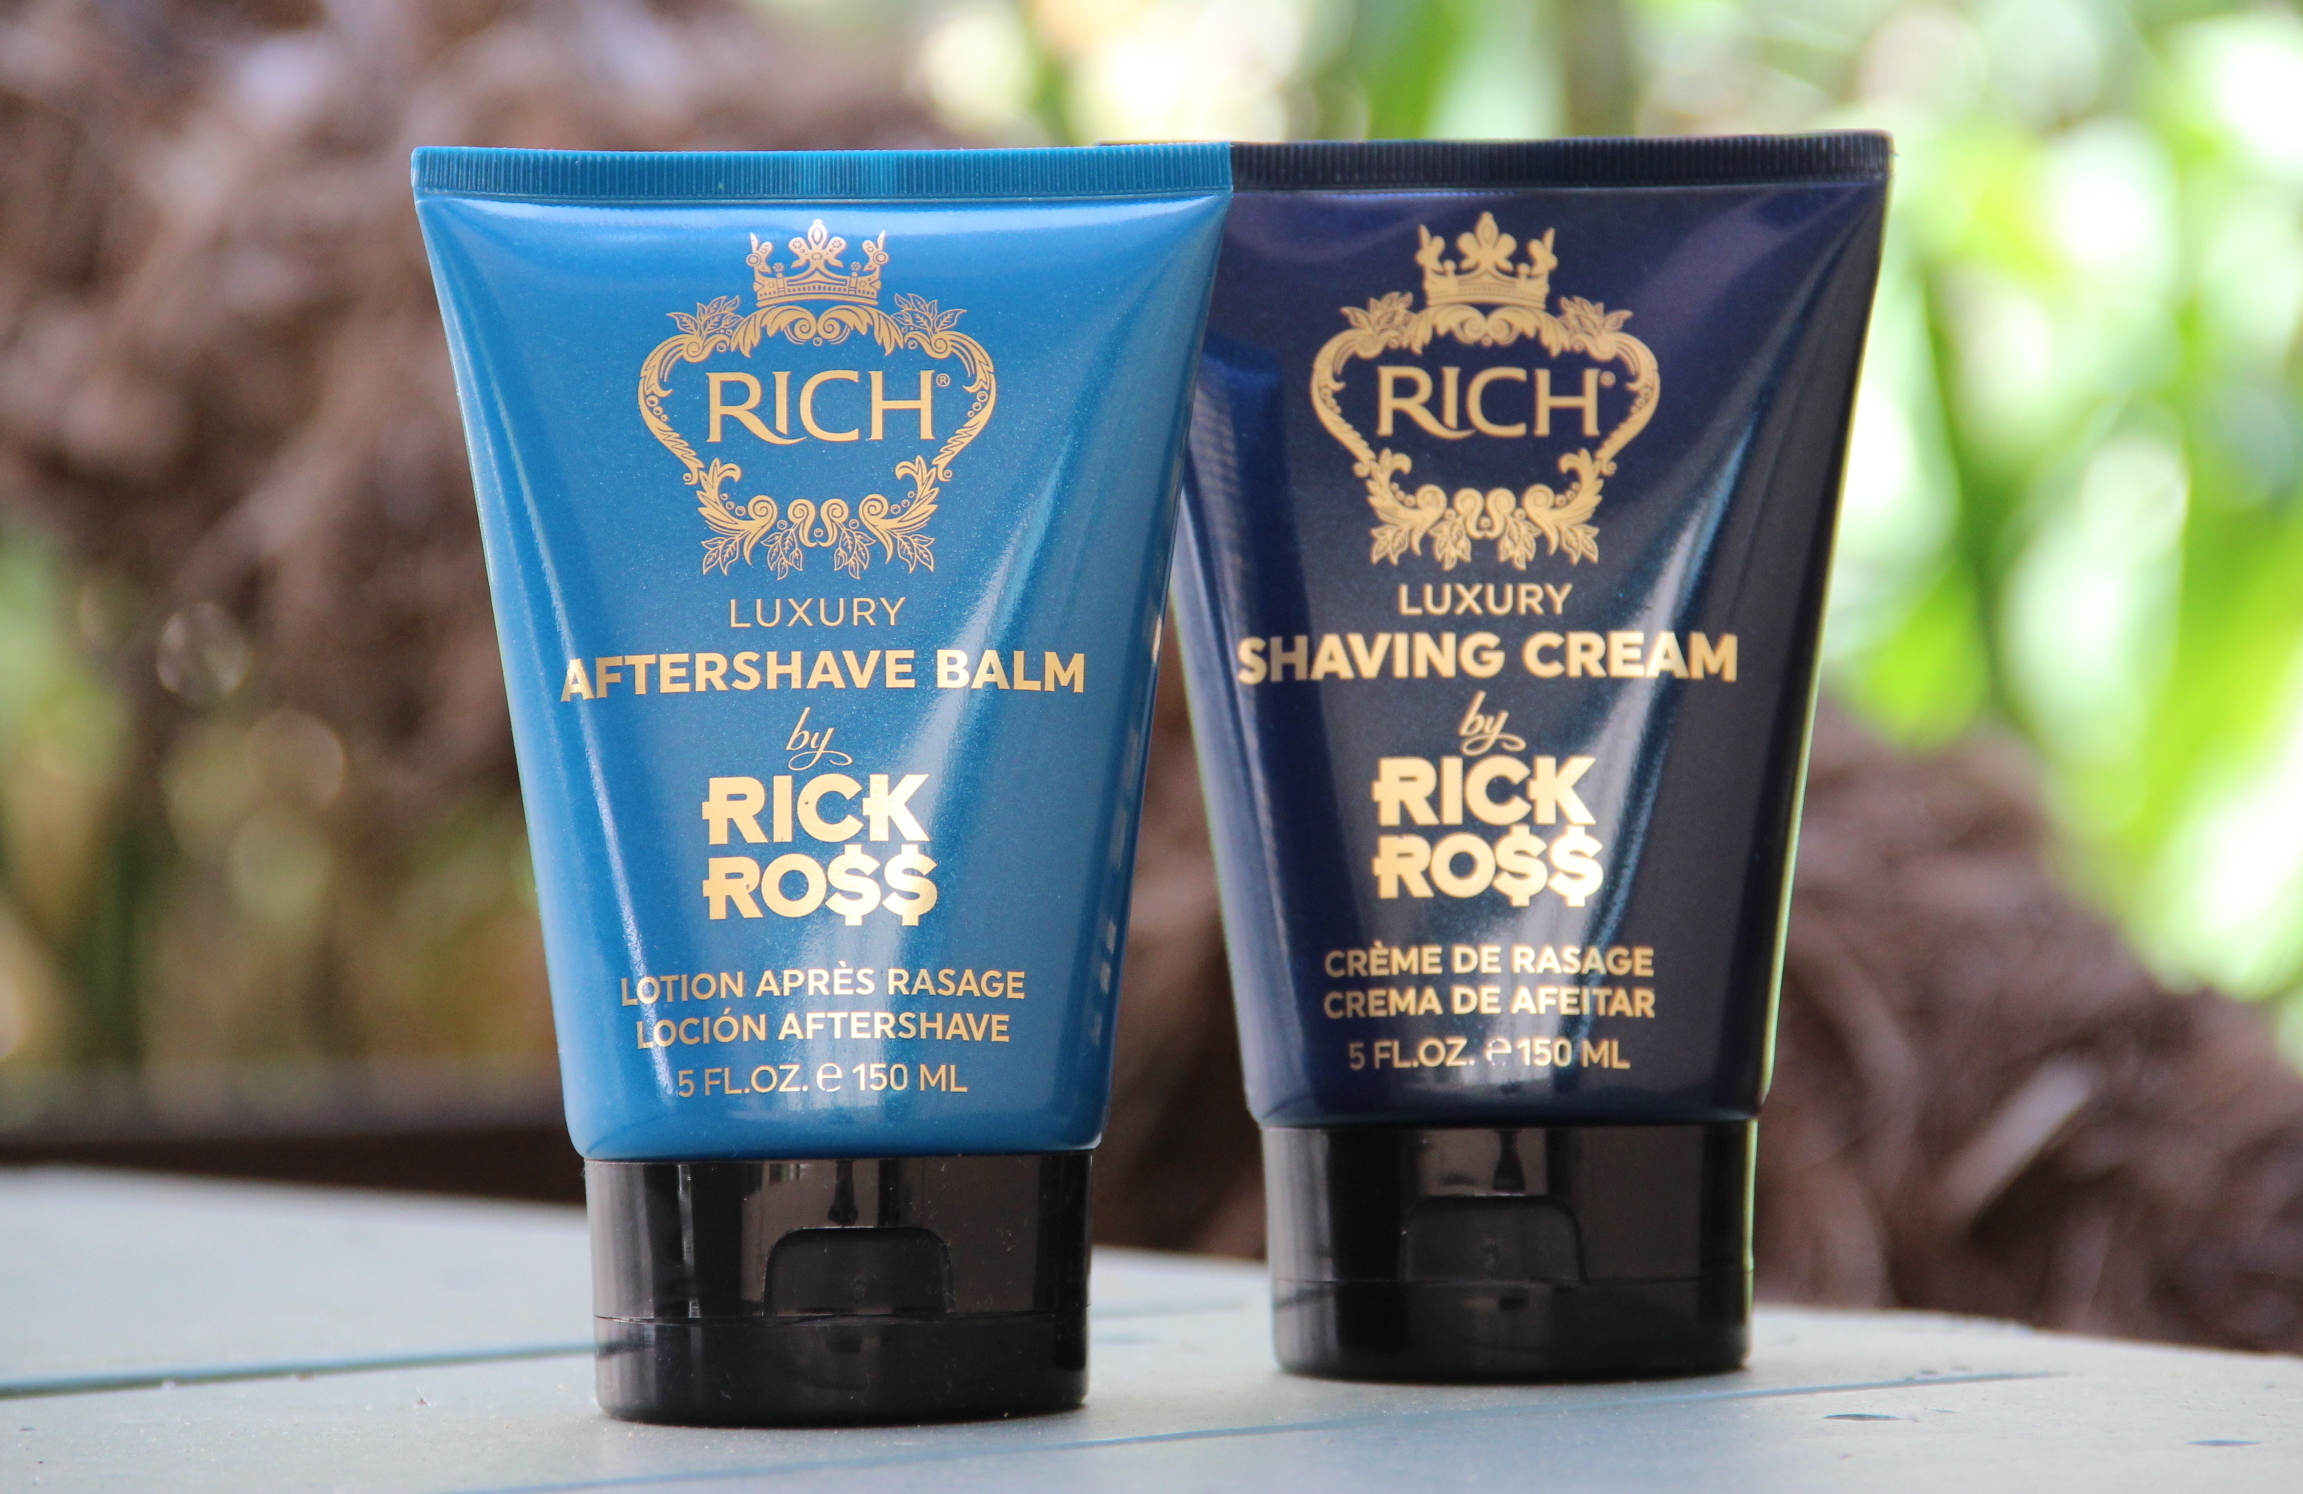 RICH®
LUXURY
AFTERSHAVE BALM
by
RICK
RO$$
LOTION APRÈS RASAGE
LOCIÓN AFTERSHAVE
5 FL.OZ. ℮ 150 ML
RICH®
LUXURY
SHAVING CREAM
by
RICK
RO$$
CRÈME DE RASAGE
CREMA DE AFEITAR
5 FL.OZ. ℮ 150 ML